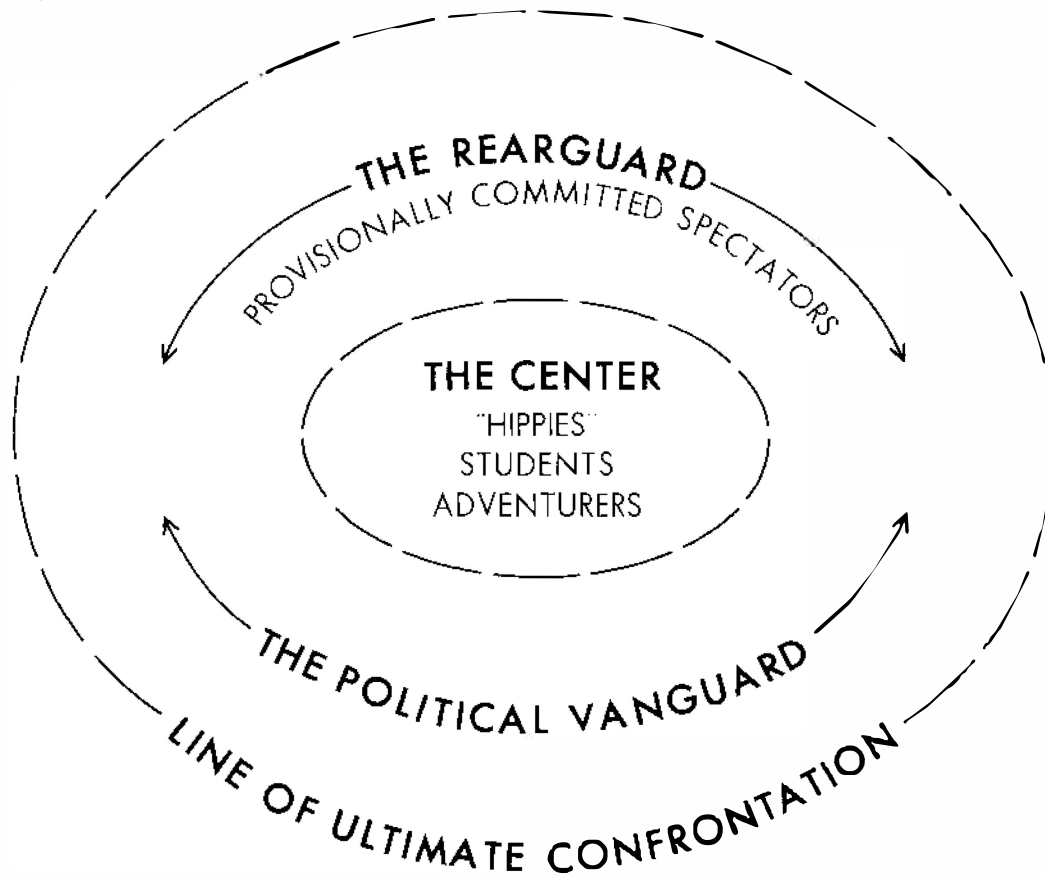 THE REARGUARD
PROVISIONALLY COMMITTED SPECTATORS
THE CENTER
"HIPPIES"
STUDENTS
ADVENTURERS
THE POLITICAL VANGUARD
LINE OF ULTIMATE CONFRONTATION